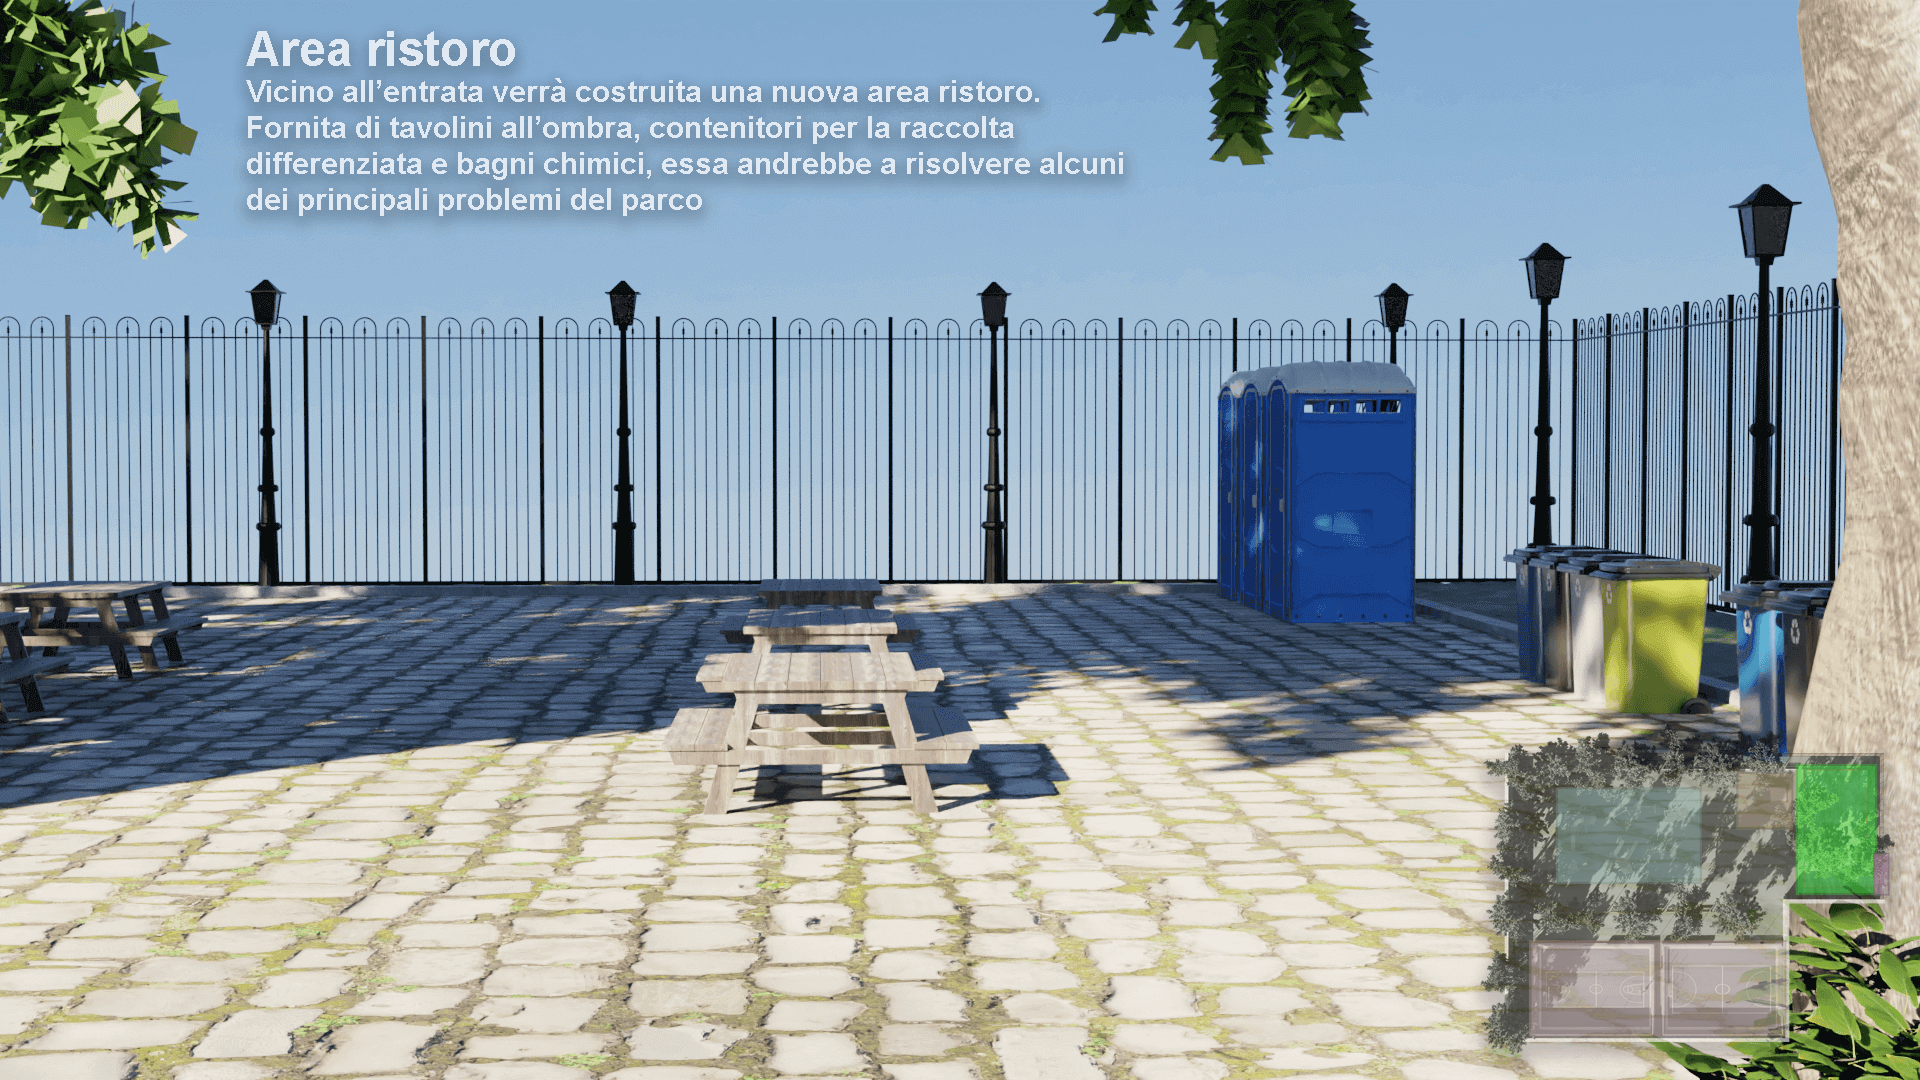 Area ristoro
Vicino all’entrata verrà costruita una nuova area ristoro.
Fornita di tavolini all’ombra, contenitori per la raccolta
differenziata e bagni chimici, essa andrebbe a risolvere alcuni
dei principali problemi del parco